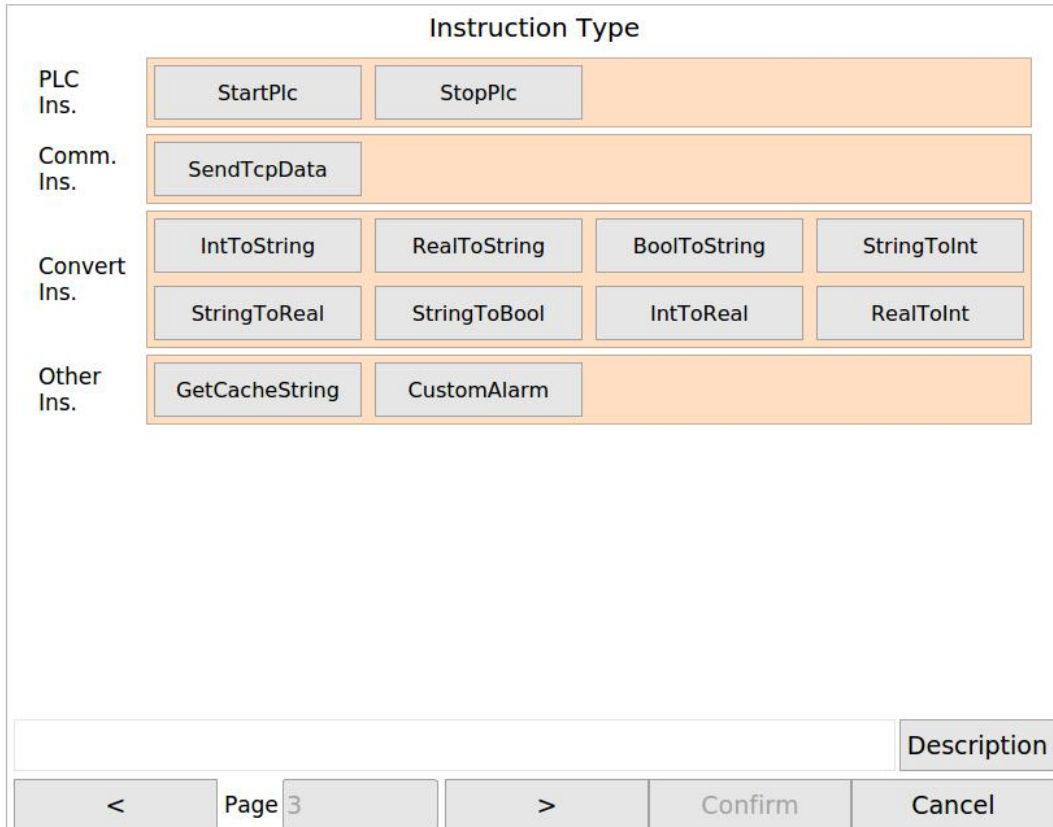 Instruction Type
PLC
Ins.
StartPlc StopPlc
Comm.
Ins.
SendTcpData
Convert
Ins.
IntToString RealToString BoolToString StringToInt
StringToReal StringToBool IntToReal RealToInt
Other
Ins.
GetCacheString CustomAlarm
Description
< Page 3 > Confirm Cancel